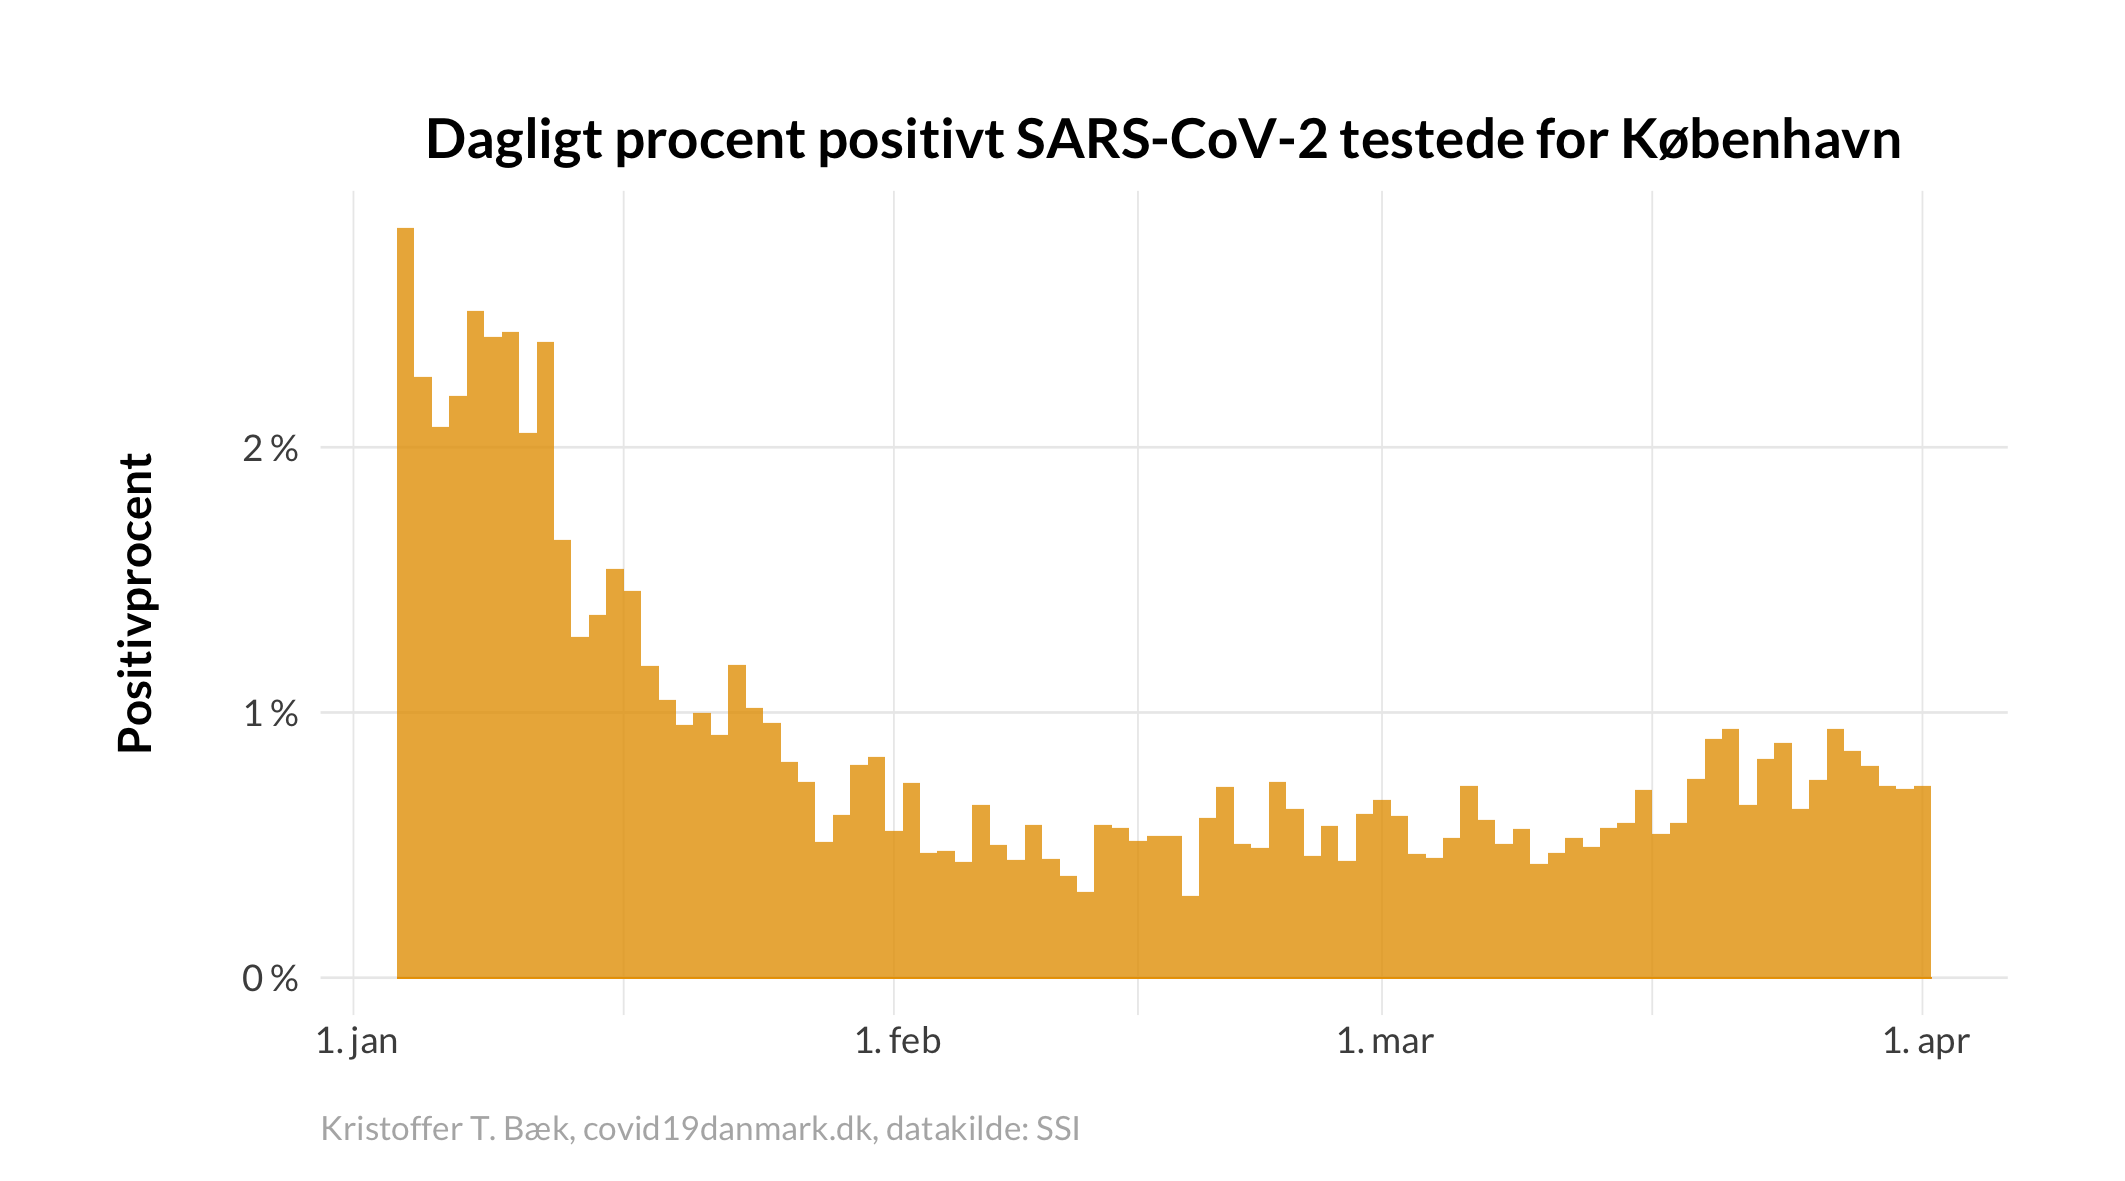 Dagligt procent positivt SARS-CoV-2 testede for København
Positivprocent
2 %
1 %
0 %
1. jan
1. feb
1. mar
1. apr
Kristoffer T. Bæk, covid19danmark.dk, datakilde: SSI